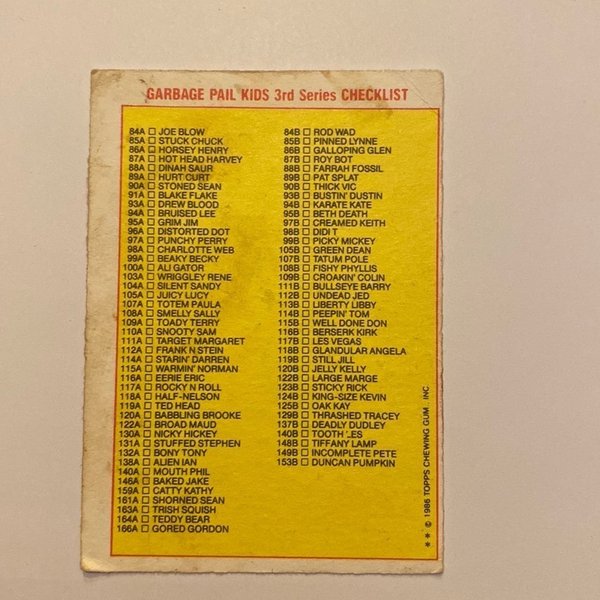 GARBAGE PAIL KIDS 3rd Series CHECKLIST
84A □ JOE BLOW
85A □ STUCK CHUCK
86A □ HORSEY HENRY
87A □ HOT HEAD HARVEY
88A □ DINAH SAUR
89A □ HURT CURT
90A □ STONED SEAN
91A □ BLAKE FLAKE
93A □ DREW BLOOD
94A □ BRUISED LEE
95A □ GRIM JIM
96A □ DISTORTED DOT
97A □ PUNCHY PERRY
98A □ CHARLOTTE WEB
99A □ BEAKY BECKY
100A □ ALI GATOR
103A □ WRIGGLEY RENE
104A □ SILENT SANDY
105A □ JUICY LUCY
107A □ TOTEM PAULA
108A □ SMELLY SALLY
109A □ TOADY TERRY
110A □ SNOOTY SAM
111A □ TARGET MARGARET
112A □ FRANK N STEIN
114A □ STARIN' DARREN
115A □ WARMIN' NORMAN
116A □ EERIE ERIC
117A □ ROCKY N ROLL
118A □ HALF-NELSON
119A □ TED HEAD
120A □ BABBLING BROOKE
122A □ BROAD MAUD
130A □ NICKY HICKEY
131A □ STUFFED STEPHEN
132A □ BONY TONY
138A □ ALIEN IAN
140A □ MOUTH PHIL
146A □ BAKED JAKE
159A □ CATTY KATHY
161A □ SHORNED SEAN
163A □ TRISH SQUISH
164A □ TEDDY BEAR
166A □ GORED GORDON
84B □ ROD WAD
85B □ PINNED LYNNE
86B □ GALLOPING GLEN
87B □ ROY BOT
88B □ FARRAH FOSSIL
89B □ PAT SPLAT
90B □ THICK VIC
93B □ BUSTIN' DUSTIN
94B □ KARATE KATE
95B □ BETH DEATH
97B □ CREAMED KEITH
98B □ DIDI T
99B □ PICKY MICKEY
105B □ GREEN DEAN
107B □ TATUM POLE
108B □ FISHY PHYLLIS
109B □ CROAKIN' COLIN
111B □ BULLSEYE BARRY
112B □ UNDEAD JED
113B □ LIBERTY LIBBY
114B □ PEEPIN' TOM
115B □ WELL DONE DON
116B □ BERSERK KIRK
117B □ LES VEGAS
118B □ GLANDULAR ANGELA
119B □ STILL JILL
120B □ JELLY KELLY
122B □ LARGE MARGE
123B □ STICKY RICK
124B □ KING-SIZE KEVIN
125B □ OAK KAY
129B □ THRASHED TRACEY
137B □ DEADLY DUDLEY
140B □ TOOTH
148B □ TIFFANY LAMP
149B □ INCOMPLETE PETE
153B □ DUNCAN PUMPKIN
** © 1986 TOPPS CHEWING GUM, INC